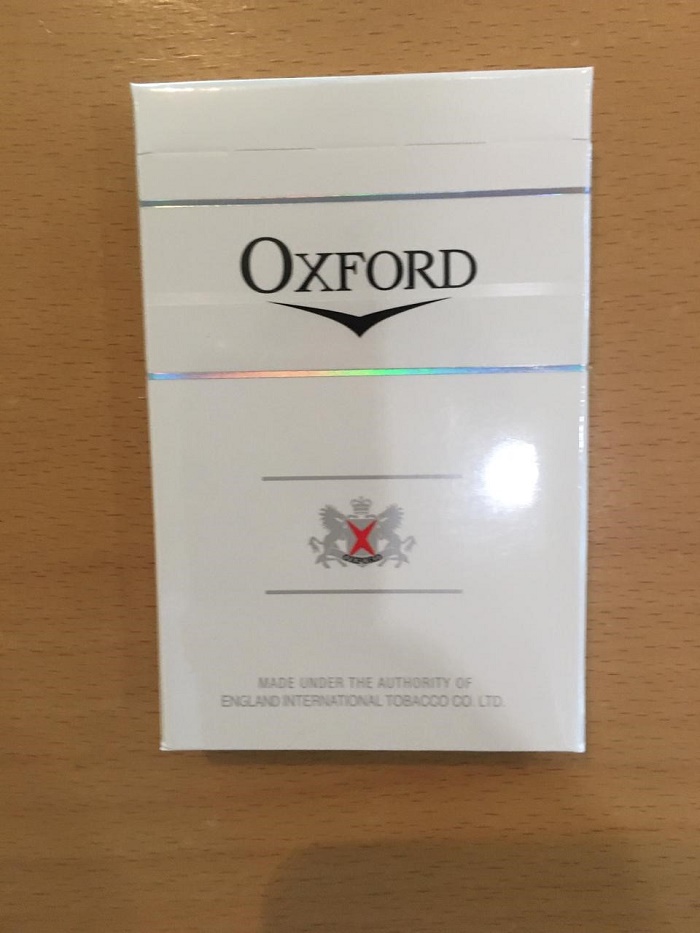 OXFORD
MADE UNDER THE AUTHORITY OF
ENGLAND INTERNATIONAL TOBACCO CO. LTD.